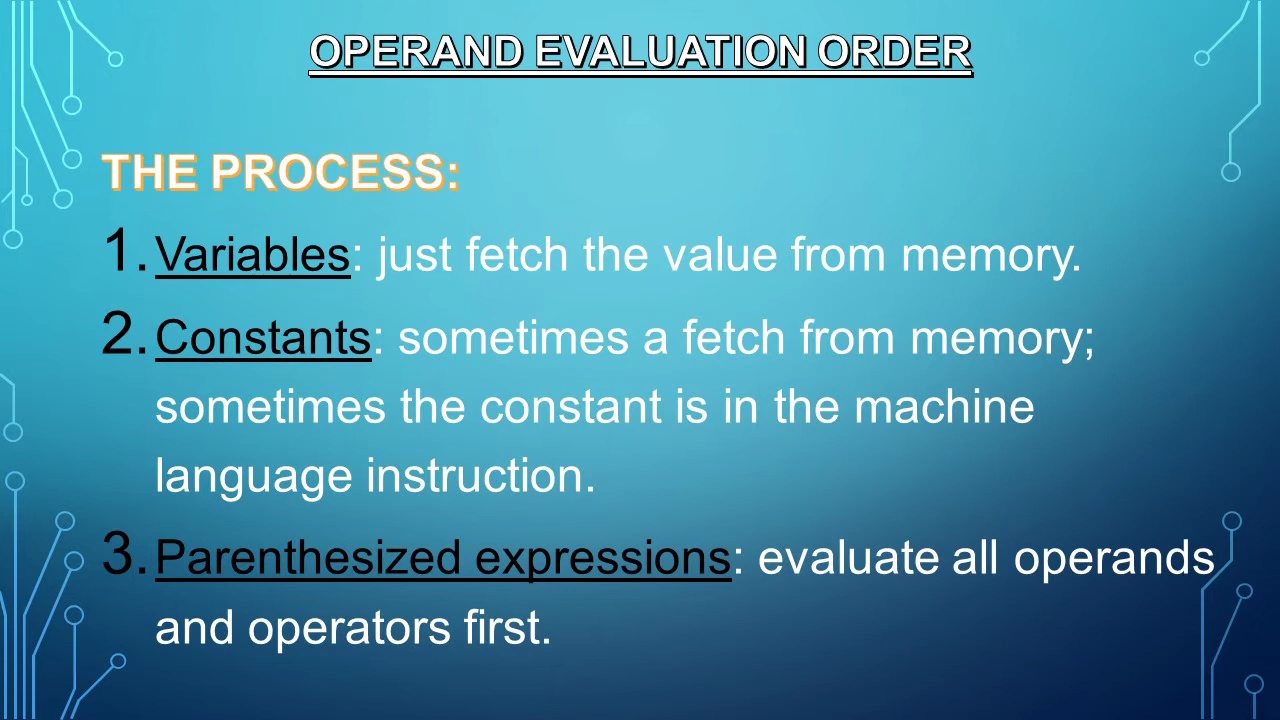 OPERAND EVALUATION ORDER
THE PROCESS:
1. Variables: just fetch the value from memory.
2. Constants: sometimes a fetch from memory;
sometimes the constant is in the machine
language instruction.
3. Parenthesized expressions: evaluate all operands
and operators first.